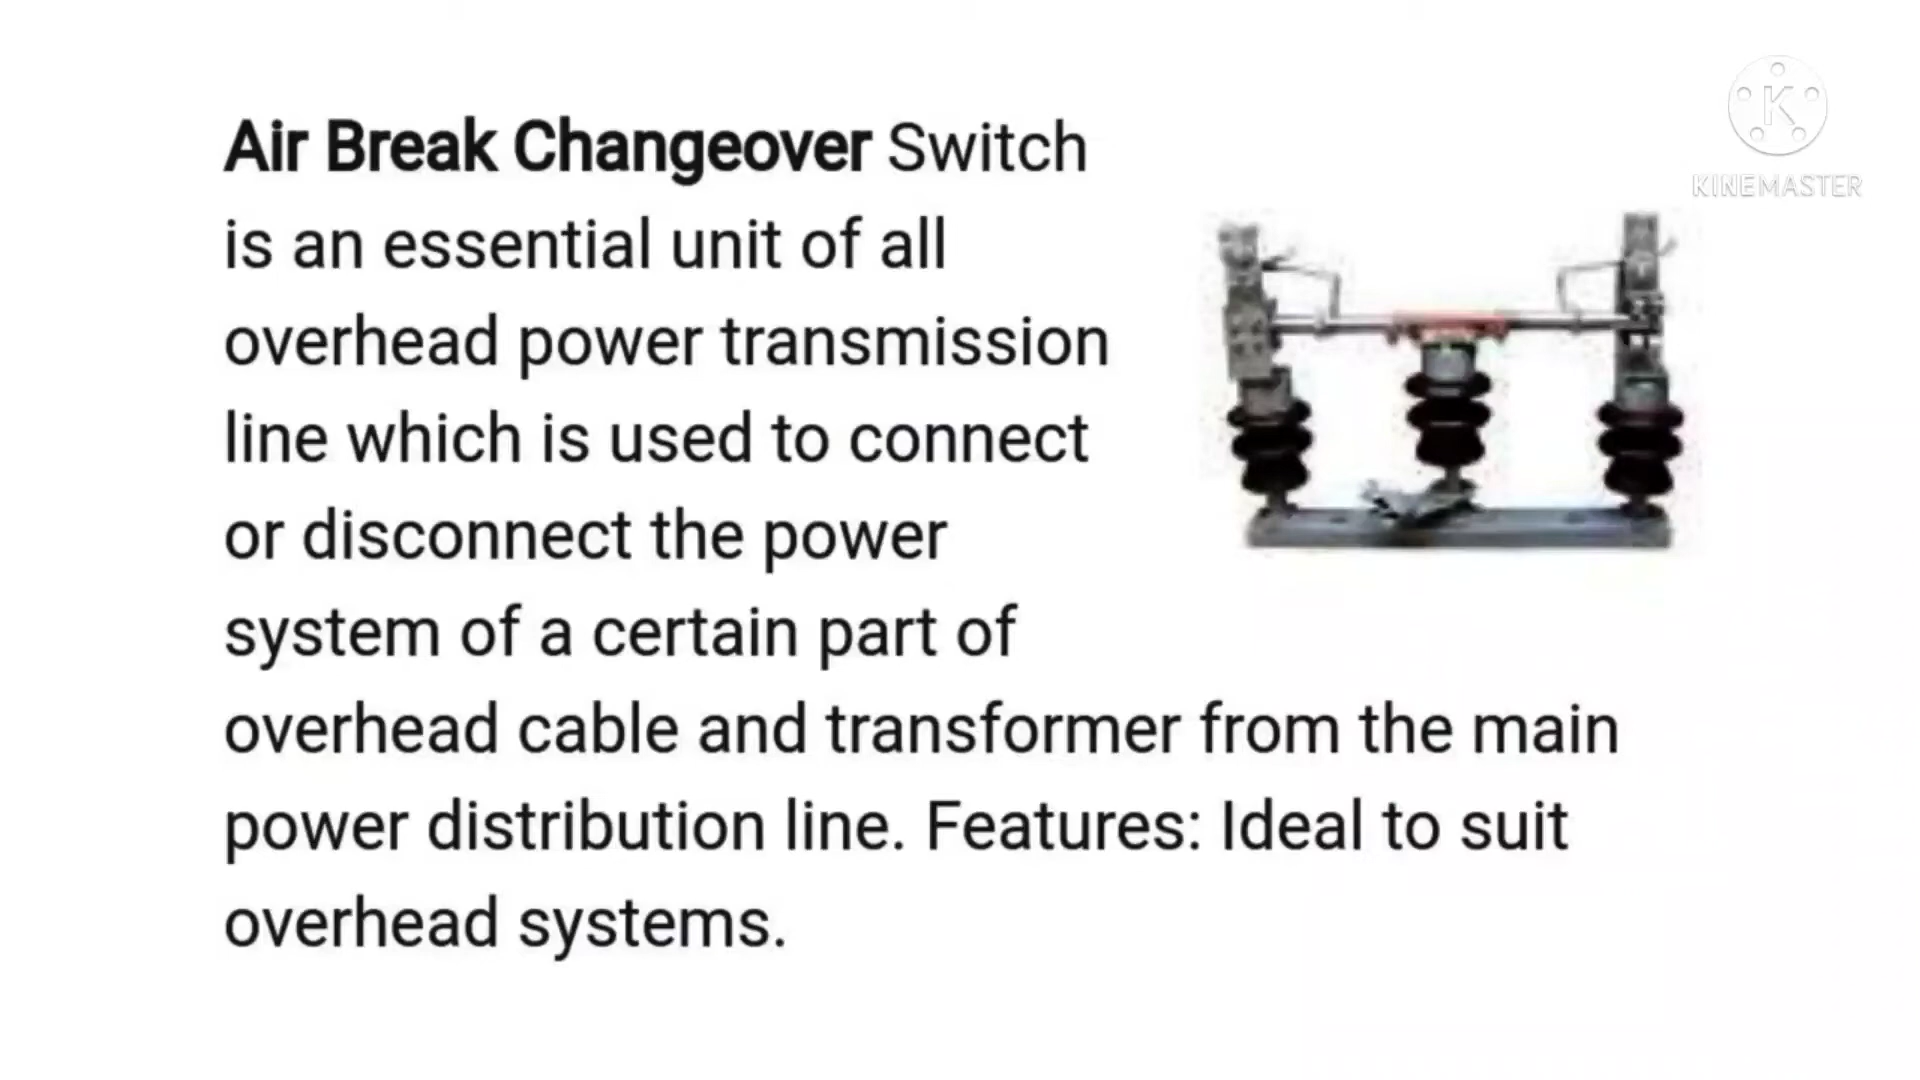 Air Break Changeover Switch
is an essential unit of all
overhead power transmission
line which is used to connect
or disconnect the power
system of a certain part of
overhead cable and transformer from the main
power distribution line. Features: Ideal to suit
overhead systems.
K
KINEMASTER